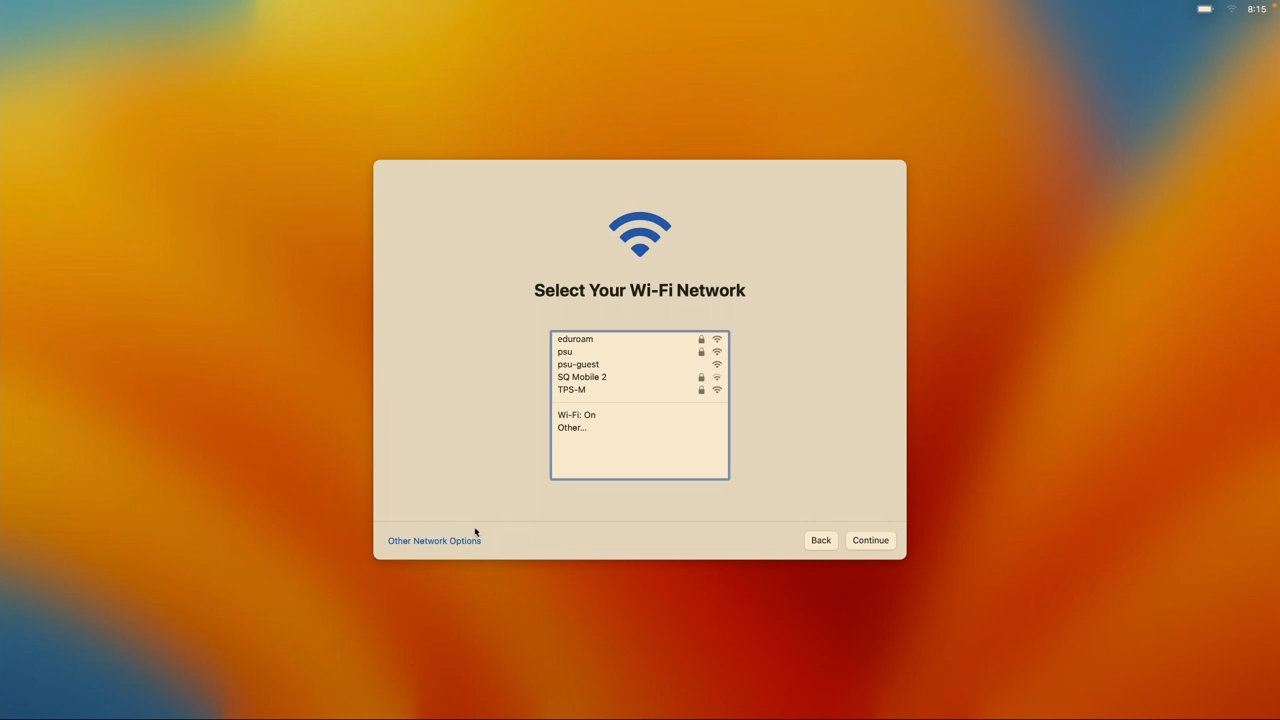 8:15
Select Your Wi-Fi Network
eduroam
psu
psu-guest
SQ Mobile 2
TPS-M
Wi-Fi: On
Other...
Other Network Options
Back
Continue